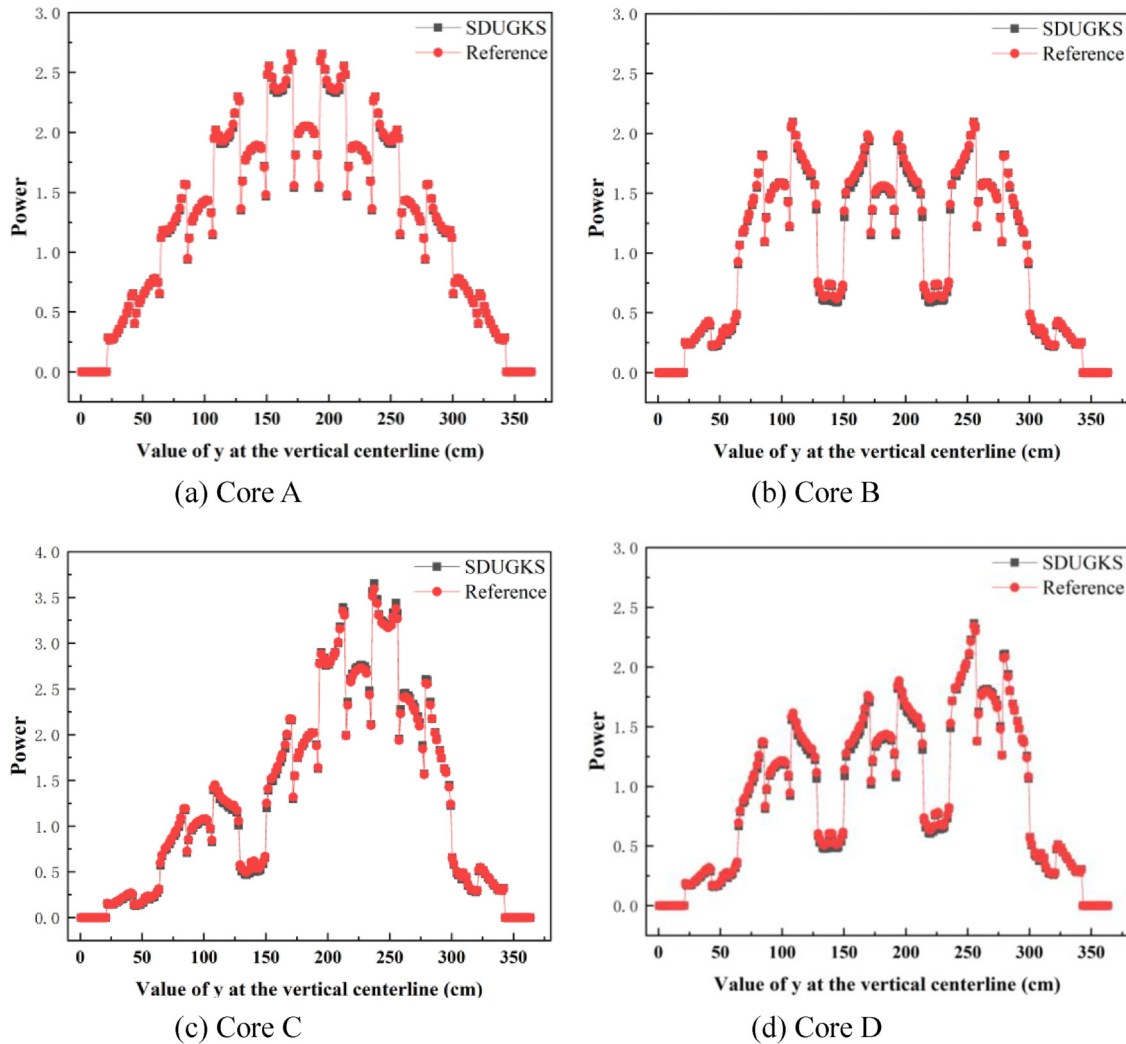 3.0
2.5
2.0
1.5
1.0
0.5
0.0
Power
SDUGKS
Reference
0 50 100 150 200 250 300 350
Value of y at the vertical centerline (cm)
(a) Core A
3.0
2.5
2.0
1.5
1.0
0.5
0.0
Power
SDUGKS
Reference
0 50 100 150 200 250 300 350
Value of y at the vertical centerline (cm)
(b) Core B
4.0
3.5
3.0
2.5
2.0
1.5
1.0
0.5
0.0
Power
SDUGKS
Reference
0 50 100 150 200 250 300 350
Value of y at the vertical centerline (cm)
(c) Core C
3.0
2.5
2.0
1.5
1.0
0.5
0.0
Power
SDUGKS
Reference
0 50 100 150 200 250 300 350
Value of y at the vertical centerline (cm)
(d) Core D